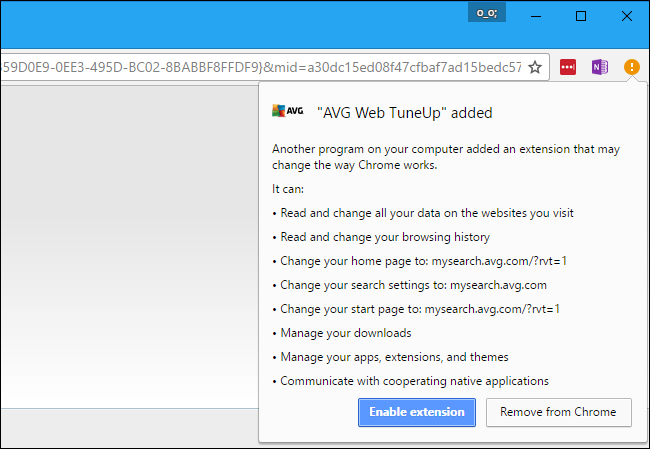 o_o;
59D0E9-0EE3-495D-BC02-8BABBF8FFDF9}&mid=a30dc15ed08f47cfbaf7ad15bedc57
AVG "AVG Web TuneUp" added
Another program on your computer added an extension that may
change the way Chrome works.
It can:
• Read and change all your data on the websites you visit
• Read and change your browsing history
• Change your home page to: mysearch.avg.com/?rvt=1
• Change your search settings to: mysearch.avg.com
• Change your start page to: mysearch.avg.com/?rvt=1
• Manage your downloads
• Manage your apps, extensions, and themes
• Communicate with cooperating native applications
Enable extension Remove from Chrome